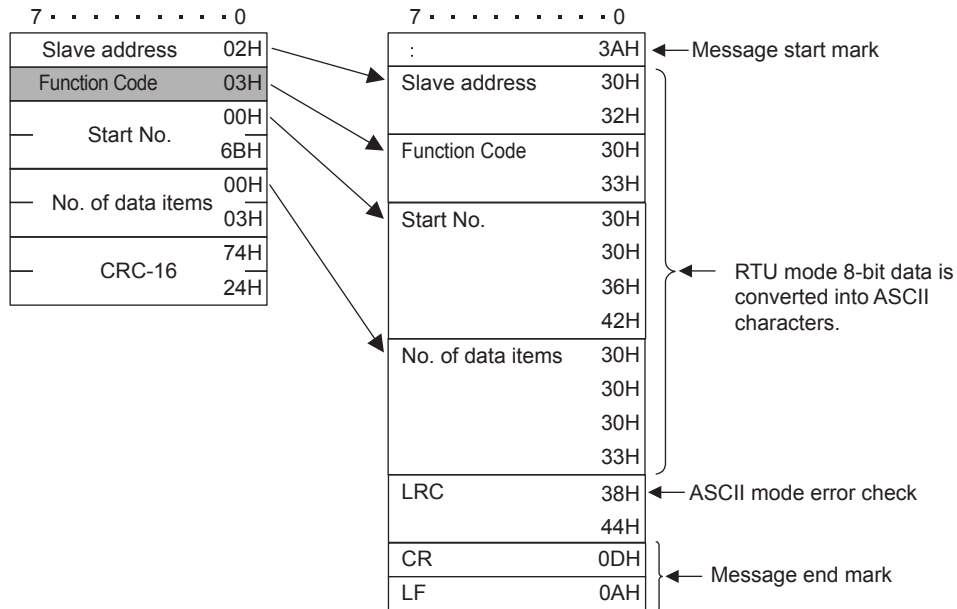 7 · · · · · · · · · 0
Slave address 02H
Function Code 03H
Start No. 00H
6BH
No. of data items 00H
03H
CRC-16 74H
24H
7 · · · · · · · · · 0
: 3AH
Message start mark
Slave address 30H
32H
Function Code 30H
33H
Start No. 30H
30H
36H
42H
No. of data items 30H
30H
30H
33H
RTU mode 8-bit data is
converted into ASCII
characters.
LRC 38H
44H
ASCII mode error check
CR 0DH
LF 0AH
Message end mark